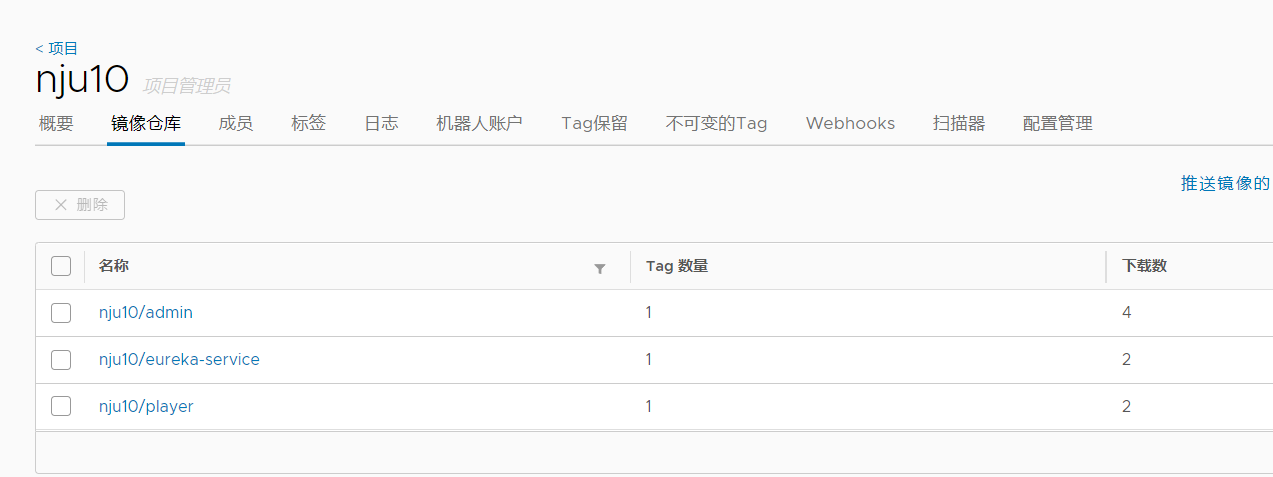 < 项目
nju10 项目管理员
概要 镜像仓库 成员 标签 日志 机器人账户 Tag保留 不可变的Tag Webhooks 扫描器 配置管理
推送镜像的
× 删除
名称 Tag 数量 下载数
nju10/admin 1 4
nju10/eureka-service 1 2
nju10/player 1 2